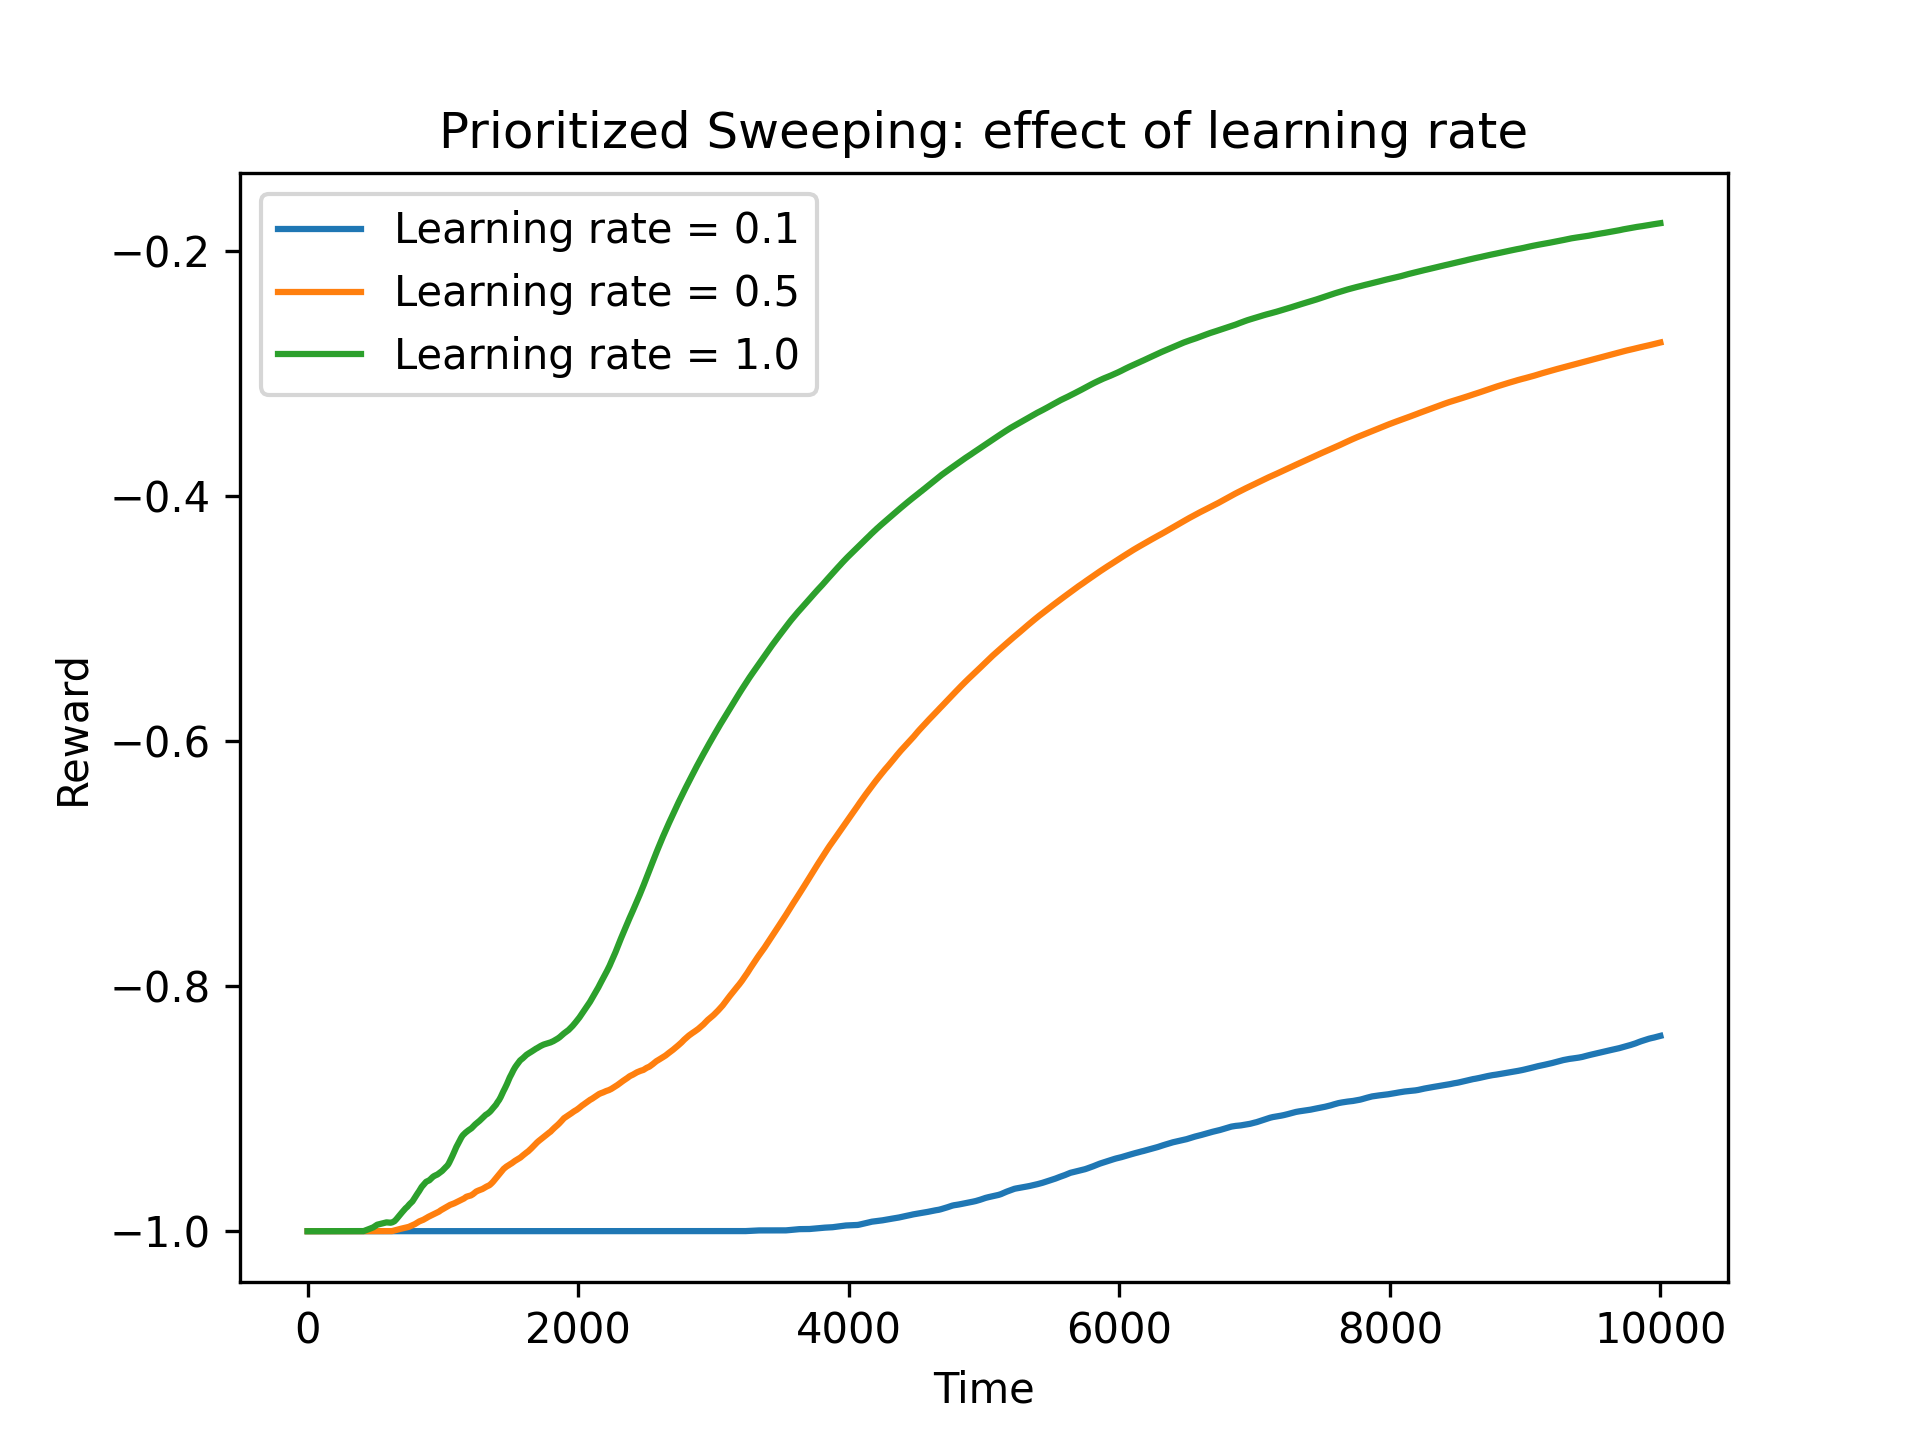 Prioritized Sweeping: effect of learning rate
Learning rate = 0.1
Learning rate = 0.5
Learning rate = 1.0
Reward
−0.2
−0.4
−0.6
−0.8
−1.0
0 2000 4000 6000 8000 10000
Time